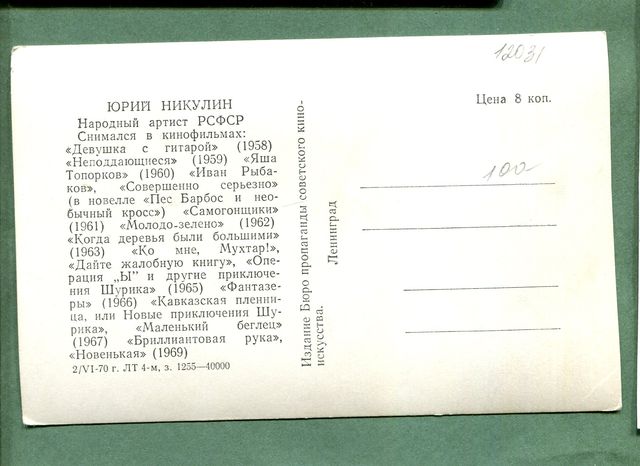 12031
ЮРИЙ НИКУЛИН
Народный артист РСФСР
Снимался в кинофильмах:
«Девушка с гитарой» (1958)
«Неподдающиеся» (1959) «Яша
Топорков» (1960) «Иван Рыба-
ков», «Совершенно серьезно»
(в новелле «Пес Барбос и необ-
бычный кросс») «Самогонщики»
(1961) «Молодо-зелено» (1962)
«Когда деревья были большими»
(1963) «Ко мне, Мухтар!»,
«Дайте жалобную книгу», «Опе-
рация „Ы" и другие приключе-
ния Шурика» (1965) «Фантазе-
ры» (1966) «Кавказская пленни-
ца, или Новые приключения Шу-
рика», «Маленький беглец»
(1967) «Бриллиантовая рука»,
«Новенькая» (1969)
2/VI-70 г. ЛТ 4-м, з. 1255—40000
Издание Бюро пропаганды советского кино-
искусства.
Ленинград
Цена 8 коп.
100